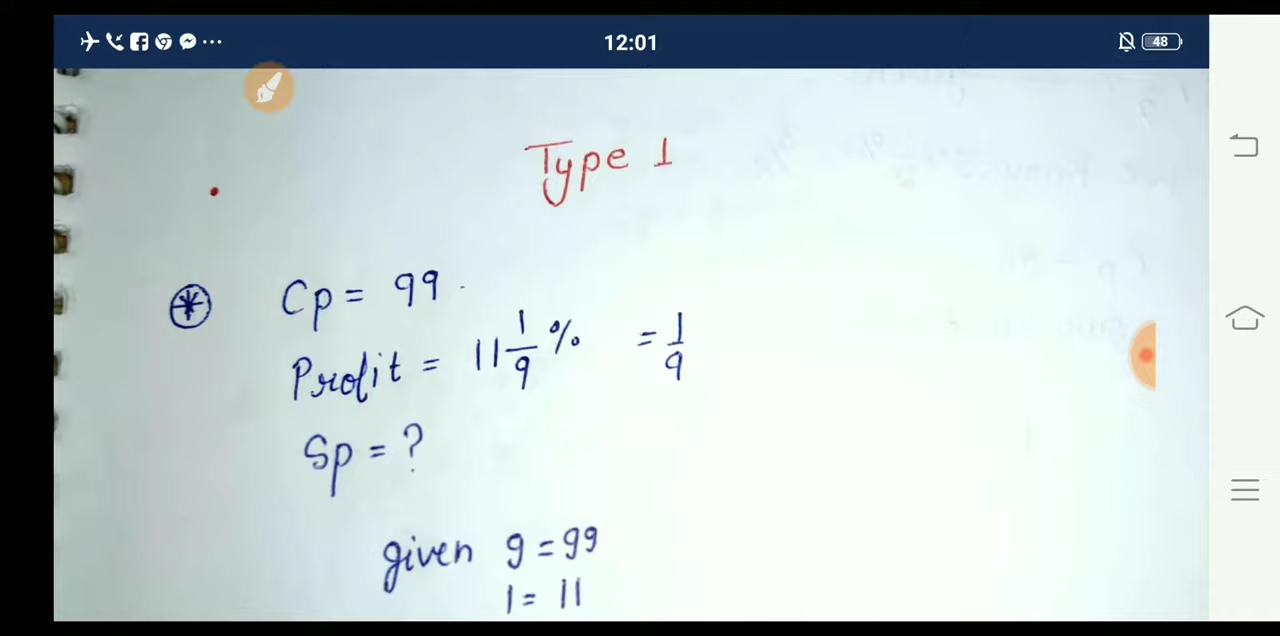 12:01
48
Type 1
Cp = 99
Profit = 11 1/9 % = 1/9
Sp = ?
given 9 = 99
1 = 11